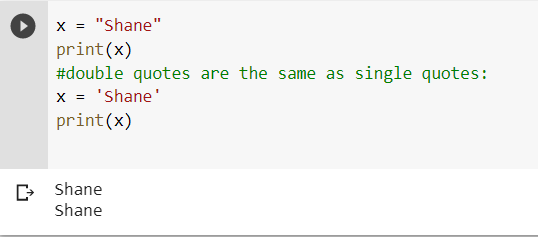 x = "Shane"
print(x)
#double quotes are the same as single quotes:
x = 'Shane'
print(x)
Shane
Shane